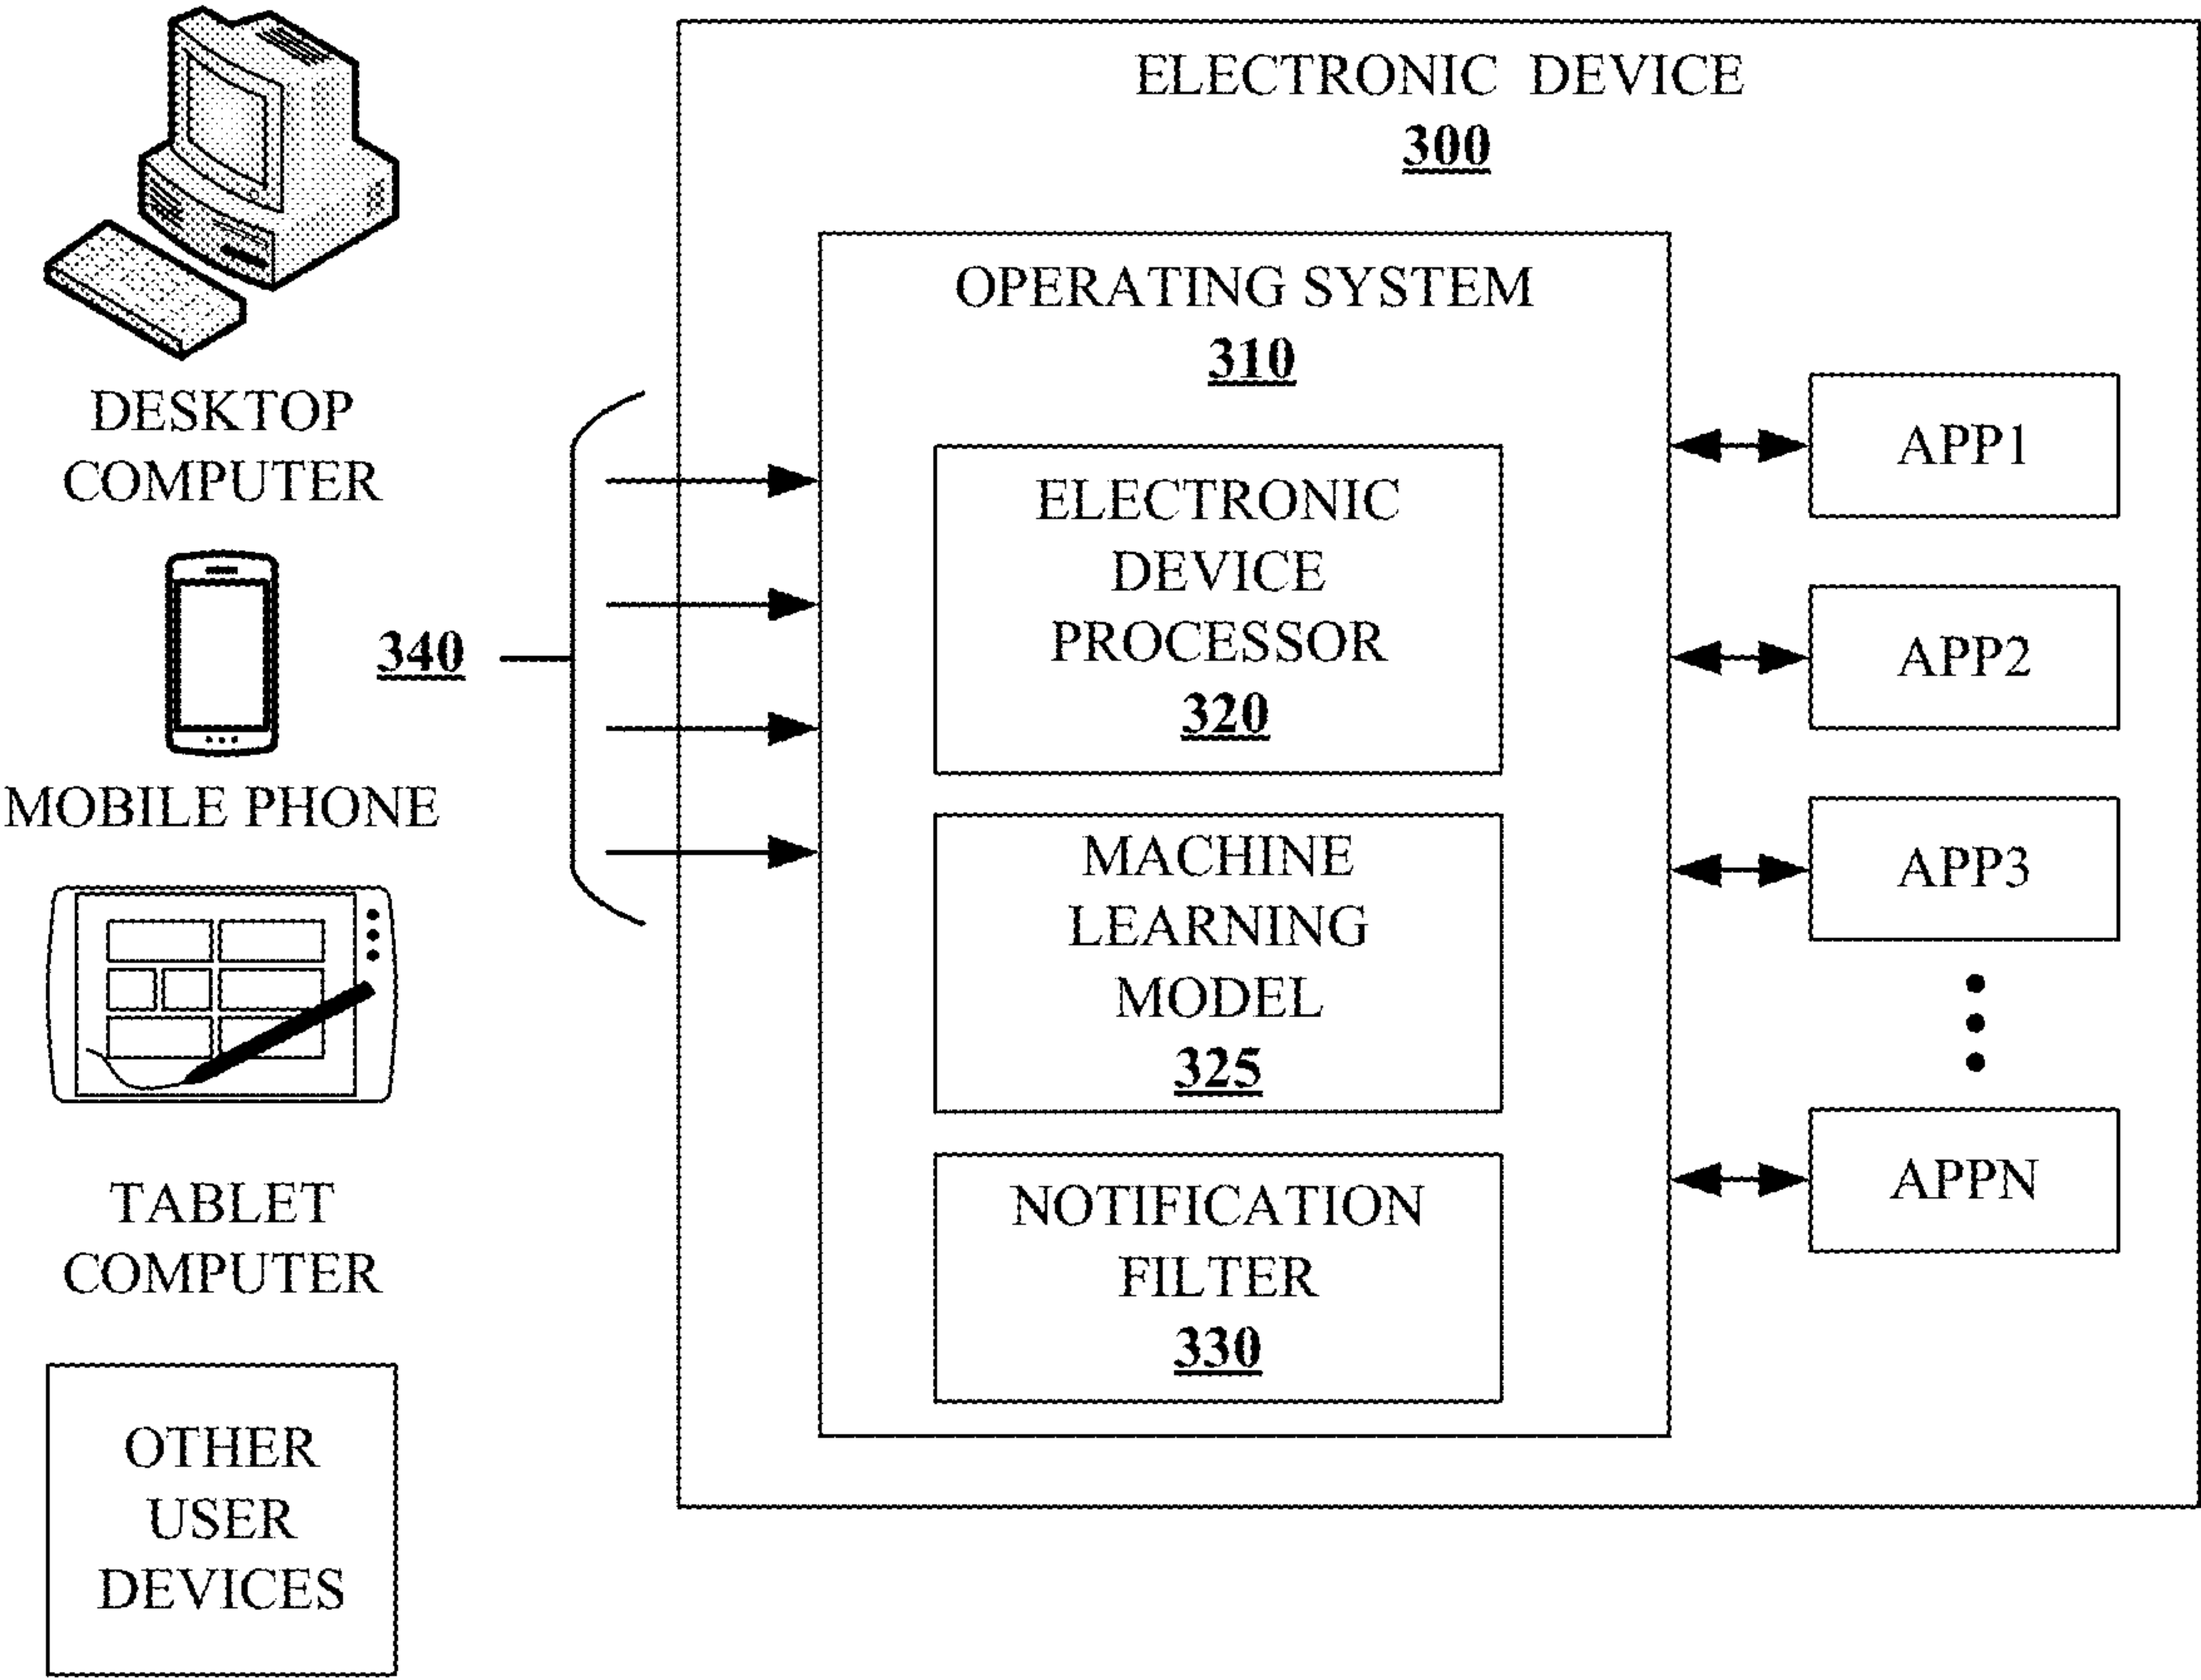 DESKTOP
COMPUTER
MOBILE PHONE
TABLET
COMPUTER
OTHER
USER
DEVICES
340
ELECTRONIC DEVICE
300
OPERATING SYSTEM
310
ELECTRONIC
DEVICE
PROCESSOR
320
MACHINE
LEARNING
MODEL
325
NOTIFICATION
FILTER
330
APP1
APP2
APP3
APPN